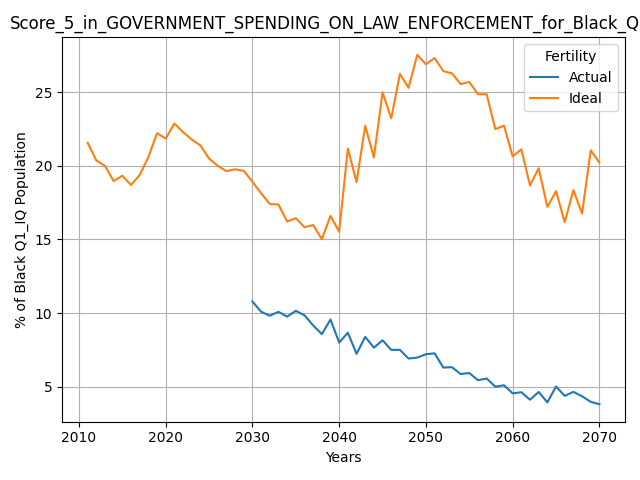 Score_5_in_GOVERNMENT_SPENDING_ON_LAW_ENFORCEMENT_for_Black_Q
Fertility
Actual
Ideal
% of Black Q1_IQ Population
25
20
15
10
5
2010 2020 2030 2040 2050 2060 2070
Years